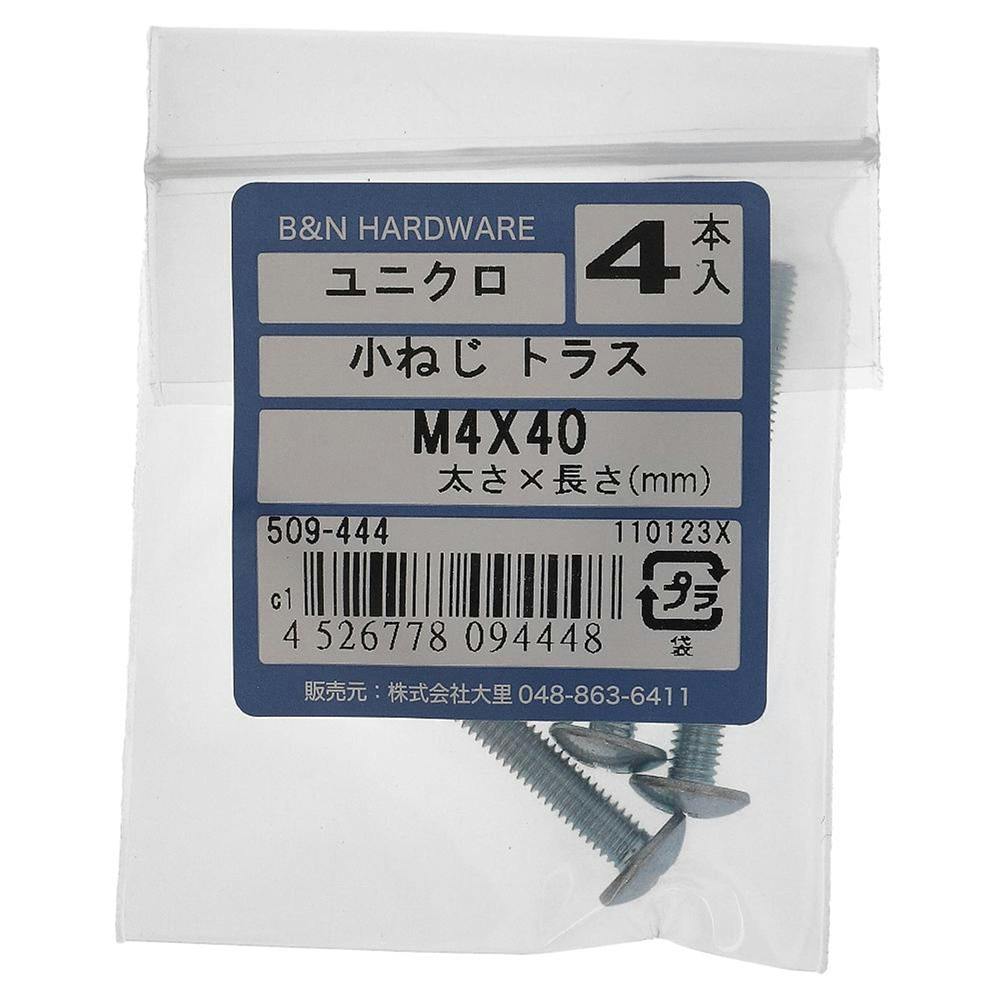 B&N HARDWARE
ユニクロ
4本入
小ねじ トラス
M4X40
太さ×長さ(mm)
509-444 110123X
c1
4 526778 094448
プラ
袋
販売元：株式会社大里 048-863-6411